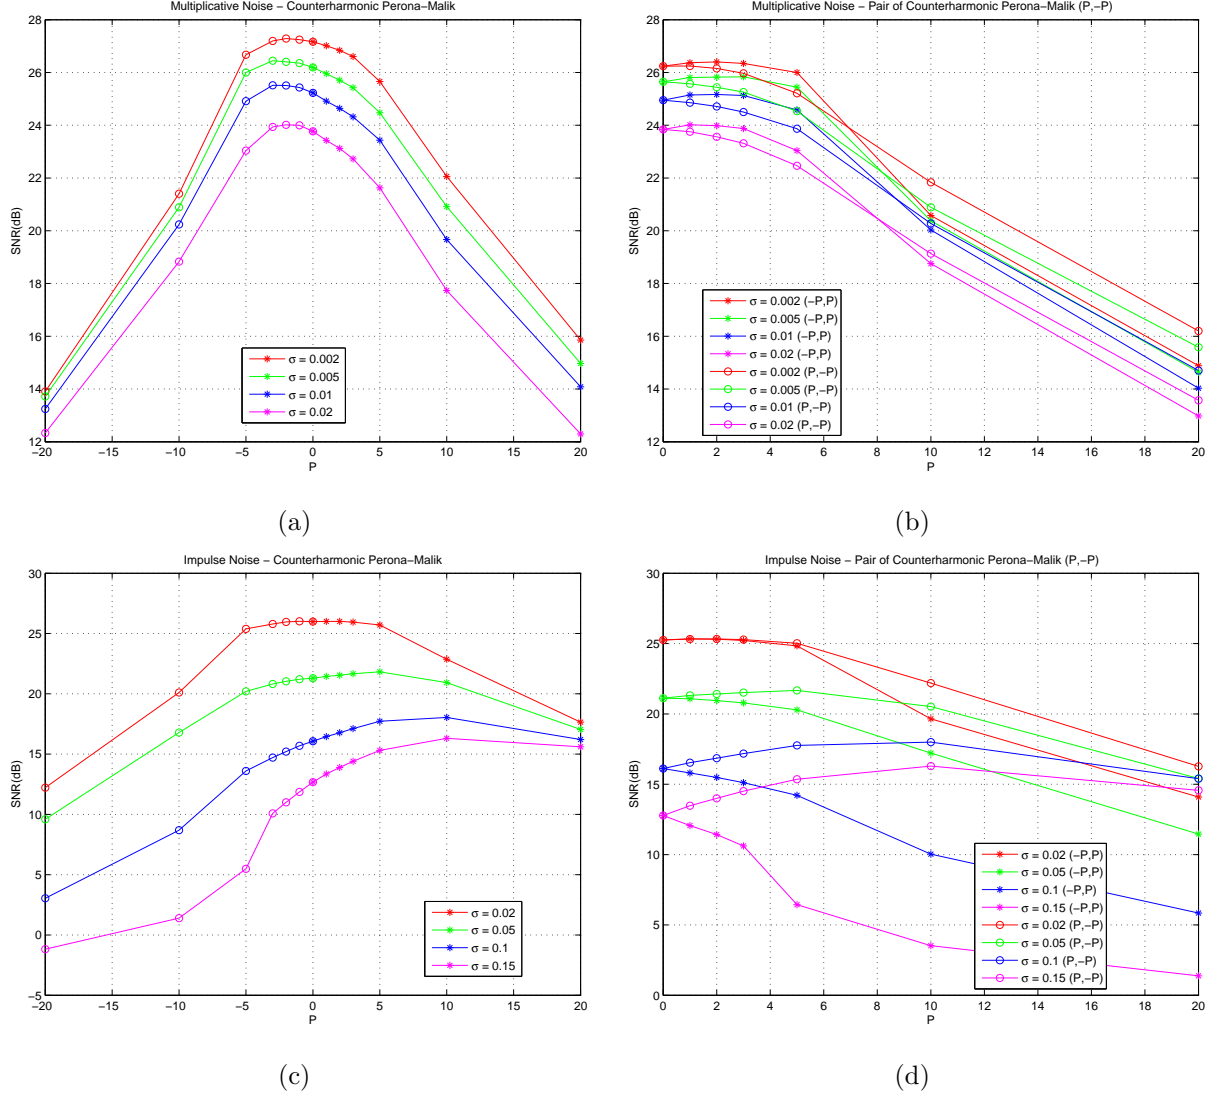 Multiplicative Noise − Counterharmonic Perona−Malik
28
26
24
22
20
18
16
14
12
SNR(dB)
σ = 0.002
σ = 0.005
σ = 0.01
σ = 0.02
−20 −15 −10 −5 0 5 10 15 20
P
(a)
Multiplicative Noise − Pair of Counterharmonic Perona−Malik (P,−P)
28
26
24
22
20
18
16
14
12
SNR(dB)
σ = 0.002 (−P,P)
σ = 0.005 (−P,P)
σ = 0.01 (−P,P)
σ = 0.02 (−P,P)
σ = 0.002 (P,−P)
σ = 0.005 (P,−P)
σ = 0.01 (P,−P)
σ = 0.02 (P,−P)
0 2 4 6 8 10 12 14 16 18 20
P
(b)
Impulse Noise − Counterharmonic Perona−Malik
30
25
20
15
10
5
0
−5
SNR(dB)
σ = 0.02
σ = 0.05
σ = 0.1
σ = 0.15
−20 −15 −10 −5 0 5 10 15 20
P
(c)
Impulse Noise − Pair of Counterharmonic Perona−Malik (P,−P)
30
25
20
15
10
5
0
SNR(dB)
σ = 0.02 (−P,P)
σ = 0.05 (−P,P)
σ = 0.1 (−P,P)
σ = 0.15 (−P,P)
σ = 0.02 (P,−P)
σ = 0.05 (P,−P)
σ = 0.1 (P,−P)
σ = 0.15 (P,−P)
0 2 4 6 8 10 12 14 16 18 20
P
(d)